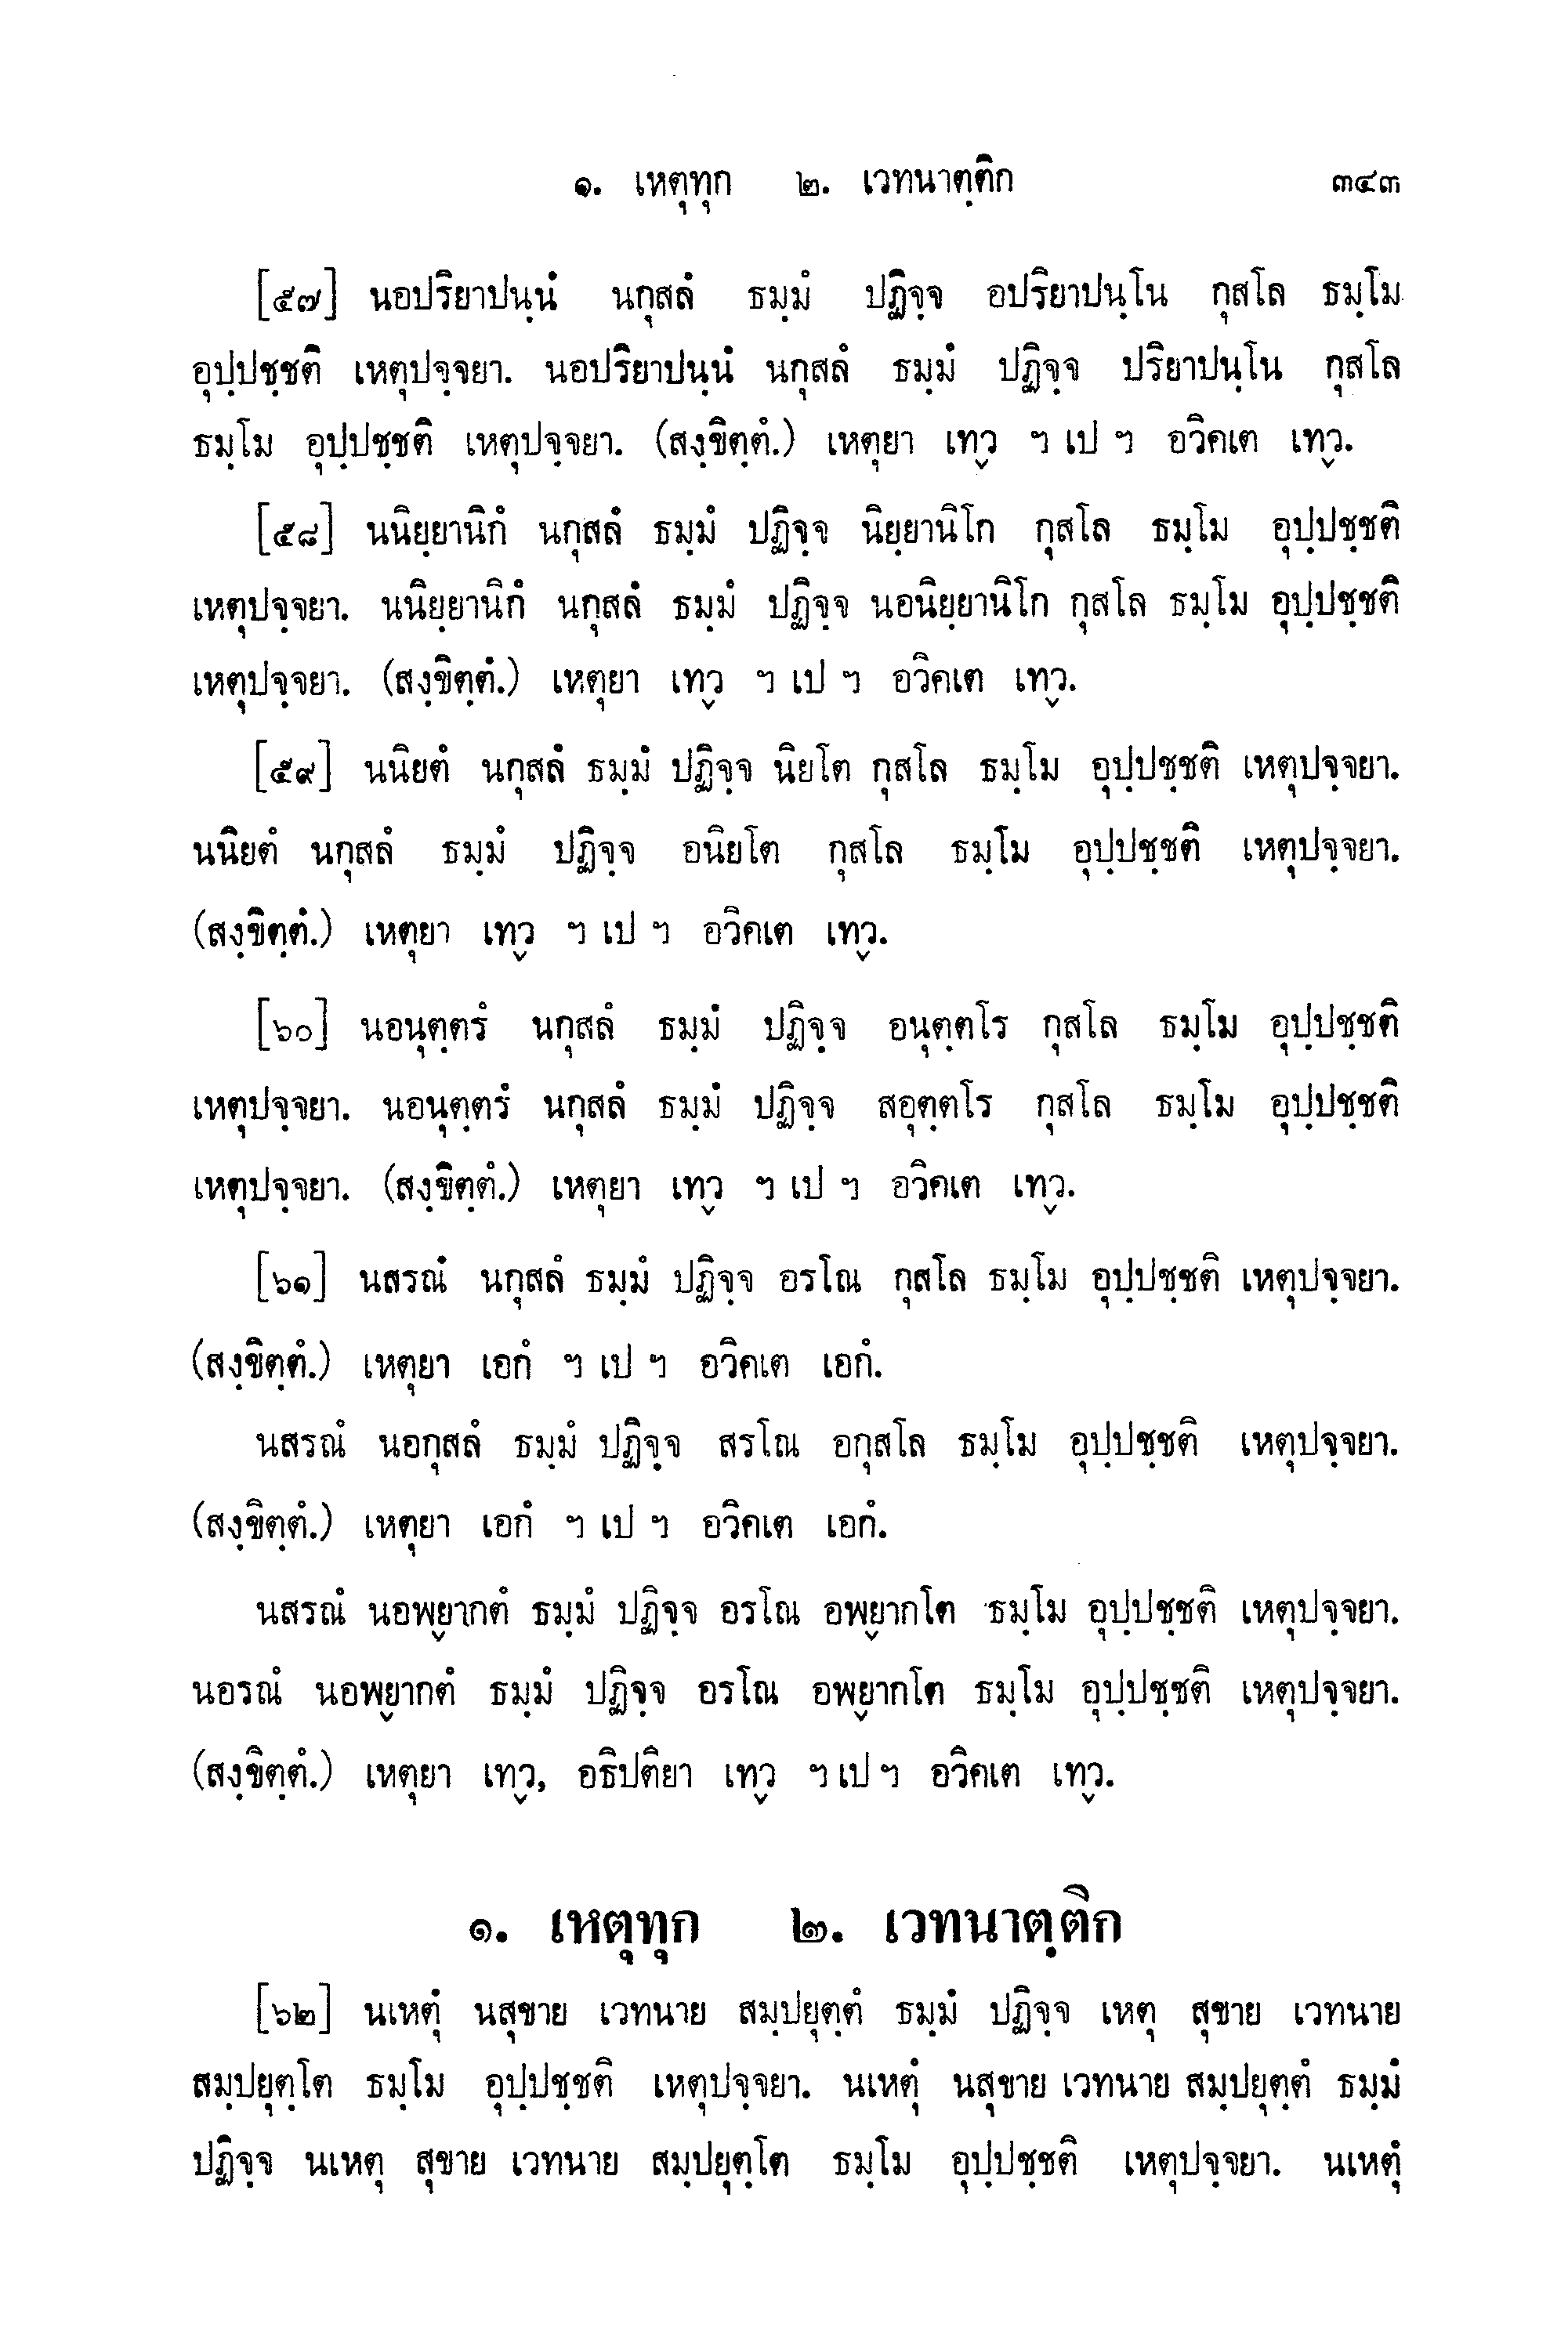 ๑. เหตุทุก ๒. เวทนาตฺติก ๓๔๓
[๕๗] นอปริยาปนฺนํ นกุสลํ ธมฺมํ ปฏิจฺจ อปริยาปนฺโน กุสโล ธมฺโม
อุปฺปชฺชติ เหตุปจฺจยา. นอปริยาปนฺนํ นกุสลํ ธมฺมํ ปฏิจฺจ ปริยาปนฺโน กุสโล
ธมฺโม อุปฺปชฺชติ เหตุปจฺจยา. (สงฺขิตฺตํ.) เหตุยา เทฺว ฯ เป ฯ อวิคเต เทฺว.
[๕๘] นนิยฺยานิกํ นกุสลํ ธมฺมํ ปฏิจฺจ นิยฺยานิโก กุสโล ธมฺโม อุปฺปชฺชติ
เหตุปจฺจยา. นนิยฺยานิกํ นกุสลํ ธมฺมํ ปฏิจฺจ นอนิยฺยานิโก กุสโล ธมฺโม อุปฺปชฺชติ
เหตุปจฺจยา. (สงฺขิตฺตํ.) เหตุยา เทฺว ฯ เป ฯ อวิคเต เทฺว.
[๕๙] นนิยตํ นกุสลํ ธมฺมํ ปฏิจฺจ นิยโต กุสโล ธมฺโม อุปฺปชฺชติ เหตุปจฺจยา.
นนิยตํ นกุสลํ ธมฺมํ ปฏิจฺจ อนิยโต กุสโล ธมฺโม อุปฺปชฺชติ เหตุปจฺจยา.
(สงฺขิตฺตํ.) เหตุยา เทฺว ฯ เป ฯ อวิคเต เทฺว.
[๖๐] นอนุตฺตรํ นกุสลํ ธมฺมํ ปฏิจฺจ อนุตฺตโร กุสโล ธมฺโม อุปฺปชฺชติ
เหตุปจฺจยา. นอนุตฺตรํ นกุสลํ ธมฺมํ ปฏิจฺจ สอุตฺตโร กุสโล ธมฺโม อุปฺปชฺชติ
เหตุปจฺจยา. (สงฺขิตฺตํ.) เหตุยา เทฺว ฯ เป ฯ อวิคเต เทฺว.
[๖๑] นสรณํ นกุสลํ ธมฺมํ ปฏิจฺจ อรโณ กุสโล ธมฺโม อุปฺปชฺชติ เหตุปจฺจยา.
(สงฺขิตฺตํ.) เหตุยา เอกํ ฯ เป ฯ อวิคเต เอกํ.
นสรณํ นอกุสลํ ธมฺมํ ปฏิจฺจ สรโณ อกุสโล ธมฺโม อุปฺปชฺชติ เหตุปจฺจยา.
(สงฺขิตฺตํ.) เหตุยา เอกํ ฯ เป ฯ อวิคเต เอกํ.
นสรณํ นอพฺยากตํ ธมฺมํ ปฏิจฺจ อรโณ อพฺยากโต ธมฺโม อุปฺปชฺชติ เหตุปจฺจยา.
นอรณํ นอพฺยากตํ ธมฺมํ ปฏิจฺจ อรโณ อพฺยากโต ธมฺโม อุปฺปชฺชติ เหตุปจฺจยา.
(สงฺขิตฺตํ.) เหตุยา เทฺว, อธิปติยา เทฺว ฯ เป ฯ อวิคเต เทฺว.
๑. เหตุทุก ๒. เวทนาตฺติก
[๖๒] นเหตุํ นสุขาย เวทนาย สมฺปยุตฺตํ ธมฺมํ ปฏิจฺจ เหตุ สุขาย เวทนาย
สมฺปยุตฺโต ธมฺโม อุปฺปชฺชติ เหตุปจฺจยา. นเหตุํ นสุขาย เวทนาย สมฺปยุตฺตํ ธมฺมํ
ปฏิจฺจ นเหตุ สุขาย เวทนาย สมฺปยุตฺโต ธมฺโม อุปฺปชฺชติ เหตุปจฺจยา. นเหตุํ